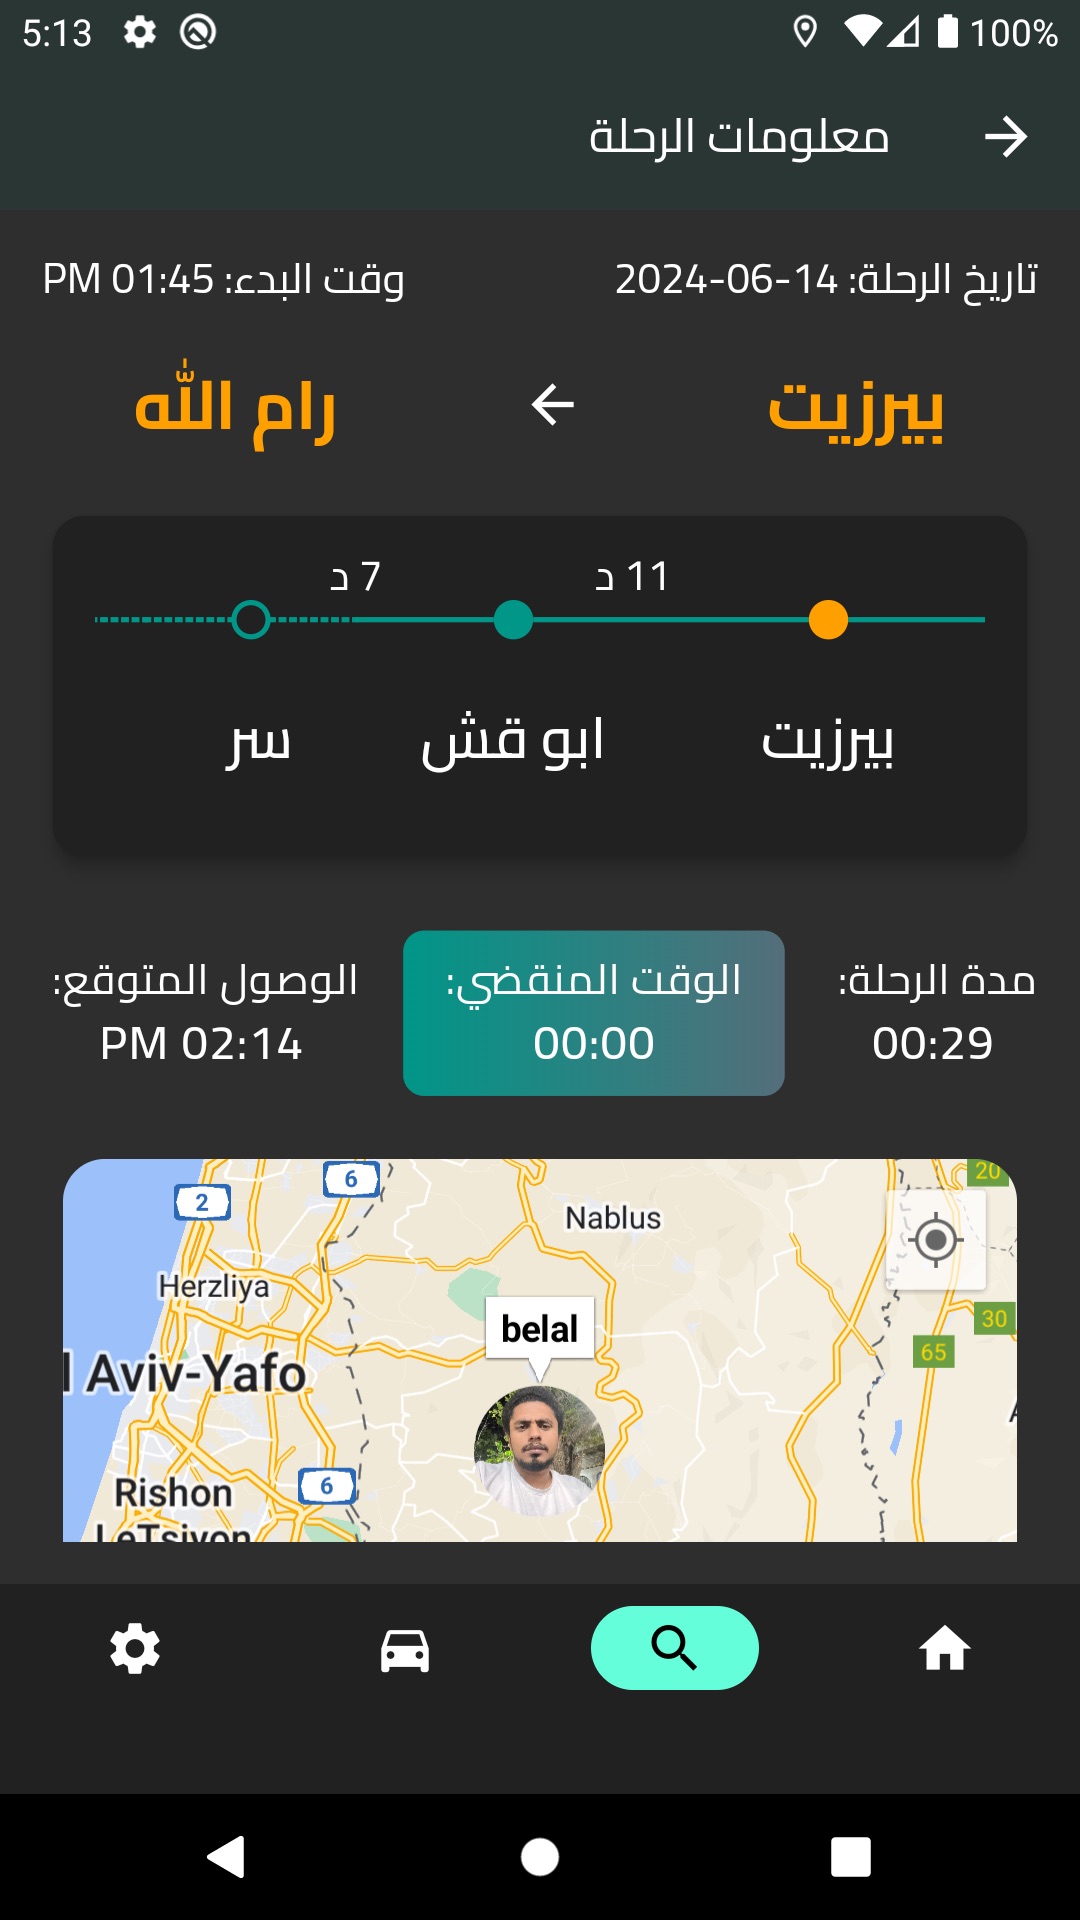 5:13
100%
معلومات الرحلة
تاريخ الرحلة: 2024-06-14
وقت البدء: 01:45 PM
بيرزيت
رام الله
11 د
7 د
بيرزيت
ابو قش
سر
مدة الرحلة:
00:29
الوقت المنقضي:
00:00
الوصول المتوقع:
02:14 PM
6
2
20
Nablus
Herzliya
30
belal
65
Aviv-Yafo
Rishon
6
LeTsiyon